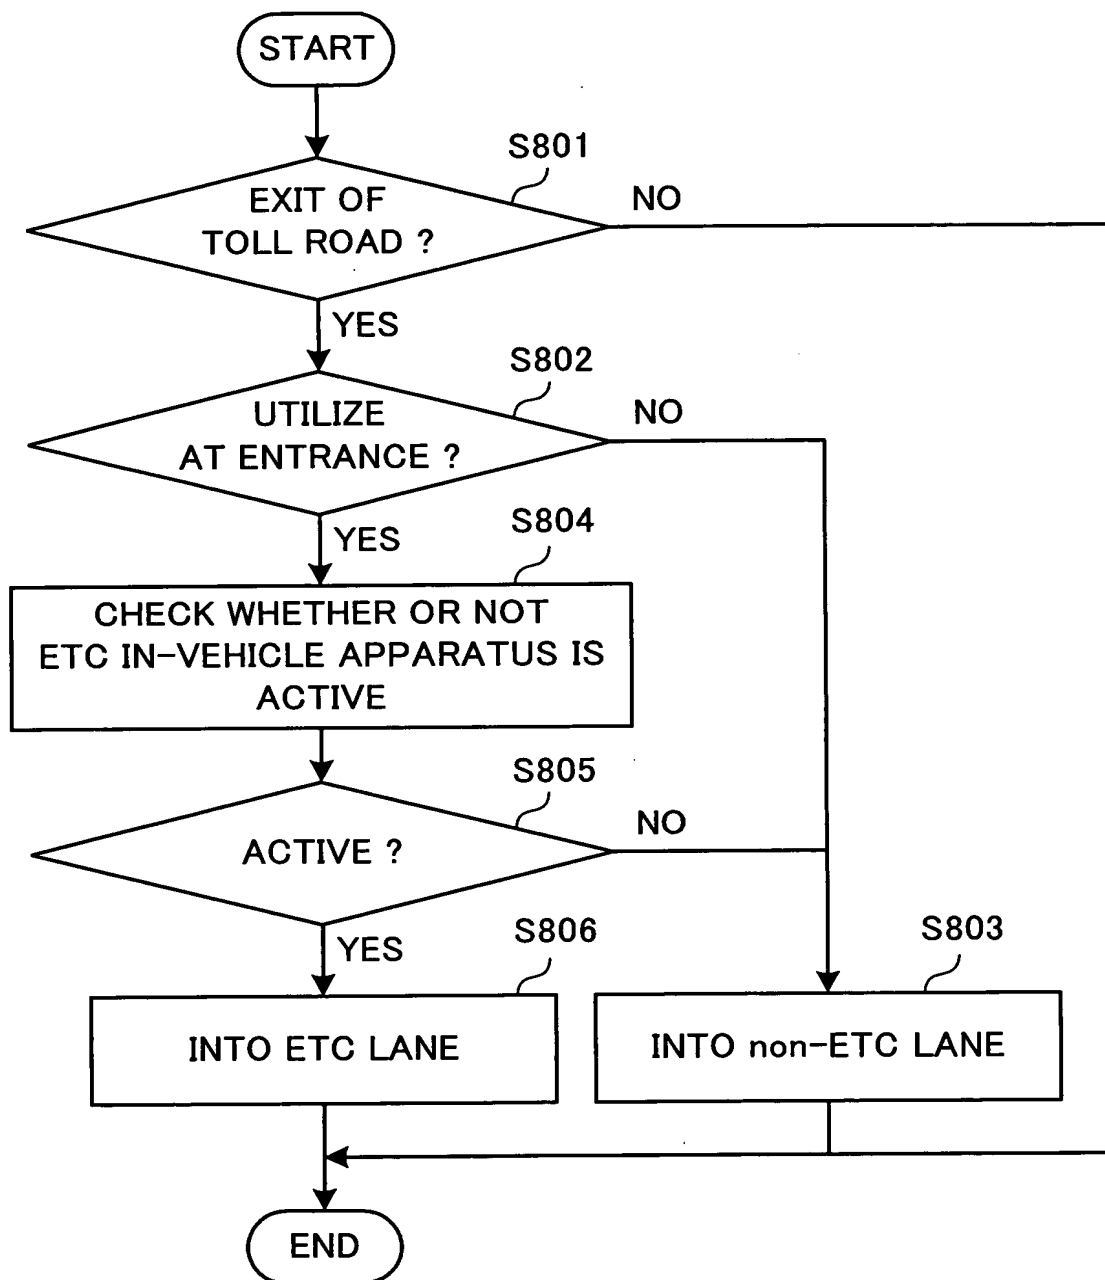 START
S801
EXIT OF
TOLL ROAD ?
NO
YES
S802
UTILIZE
AT ENTRANCE ?
NO
YES
S804
CHECK WHETHER OR NOT
ETC IN-VEHICLE APPARATUS IS
ACTIVE
S805
ACTIVE ?
NO
YES
S806
S803
INTO ETC LANE
INTO non-ETC LANE
END